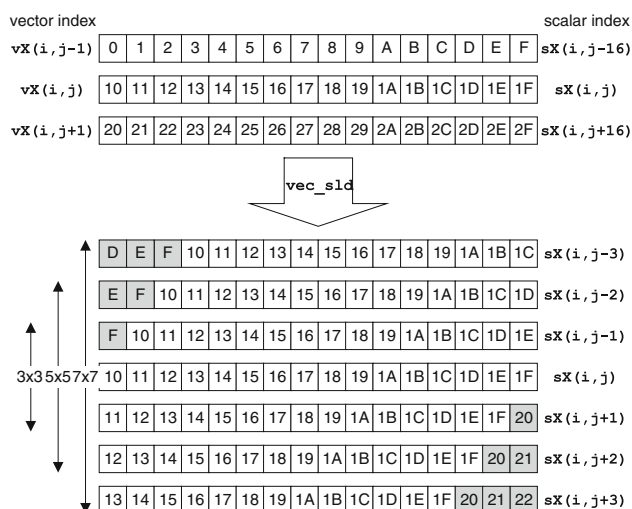 vector index scalar index
vX(i,j-1) 0 1 2 3 4 5 6 7 8 9 A B C D E F sX(i,j-16)
vX(i,j) 10 11 12 13 14 15 16 17 18 19 1A 1B 1C 1D 1E 1F sX(i,j)
vX(i,j+1) 20 21 22 23 24 25 26 27 28 29 2A 2B 2C 2D 2E 2F sX(i,j+16)
vec_sld
D E F 10 11 12 13 14 15 16 17 18 19 1A 1B 1C sX(i,j-3)
E F 10 11 12 13 14 15 16 17 18 19 1A 1B 1C 1D sX(i,j-2)
F 10 11 12 13 14 15 16 17 18 19 1A 1B 1C 1D 1E sX(i,j-1)
3x3 5x5 7x7 10 11 12 13 14 15 16 17 18 19 1A 1B 1C 1D 1E 1F sX(i,j)
11 12 13 14 15 16 17 18 19 1A 1B 1C 1D 1E 1F 20 sX(i,j+1)
12 13 14 15 16 17 18 19 1A 1B 1C 1D 1E 1F 20 21 sX(i,j+2)
13 14 15 16 17 18 19 1A 1B 1C 1D 1E 1F 20 21 22 sX(i,j+3)